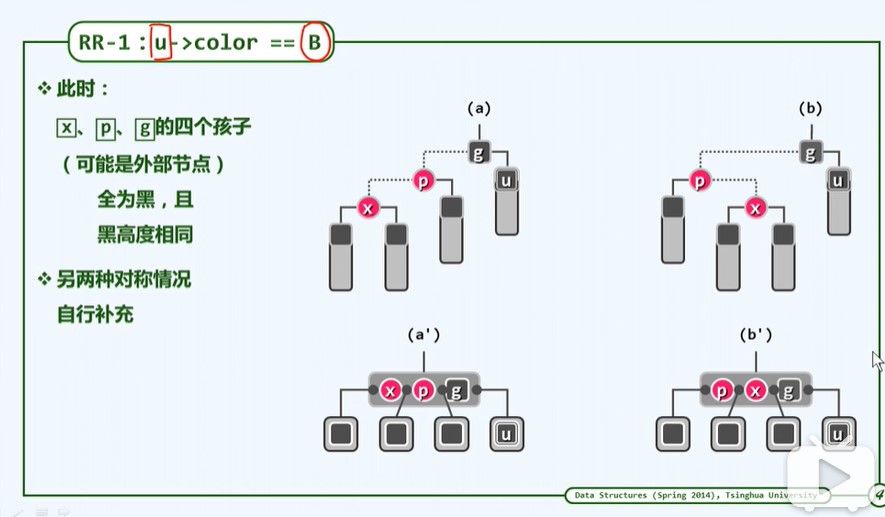 RR-1：u->color == B
❖ 此时：
x、p、g的四个孩子
（可能是外部节点）
全为黑，且
黑高度相同
❖ 另两种对称情况
自行补充
(a)
g
p
u
x
(b)
g
p
u
x
(a')
x p g
u
(b')
p x g
u
Data Structures (Spring 2014), Tsinghua University
4